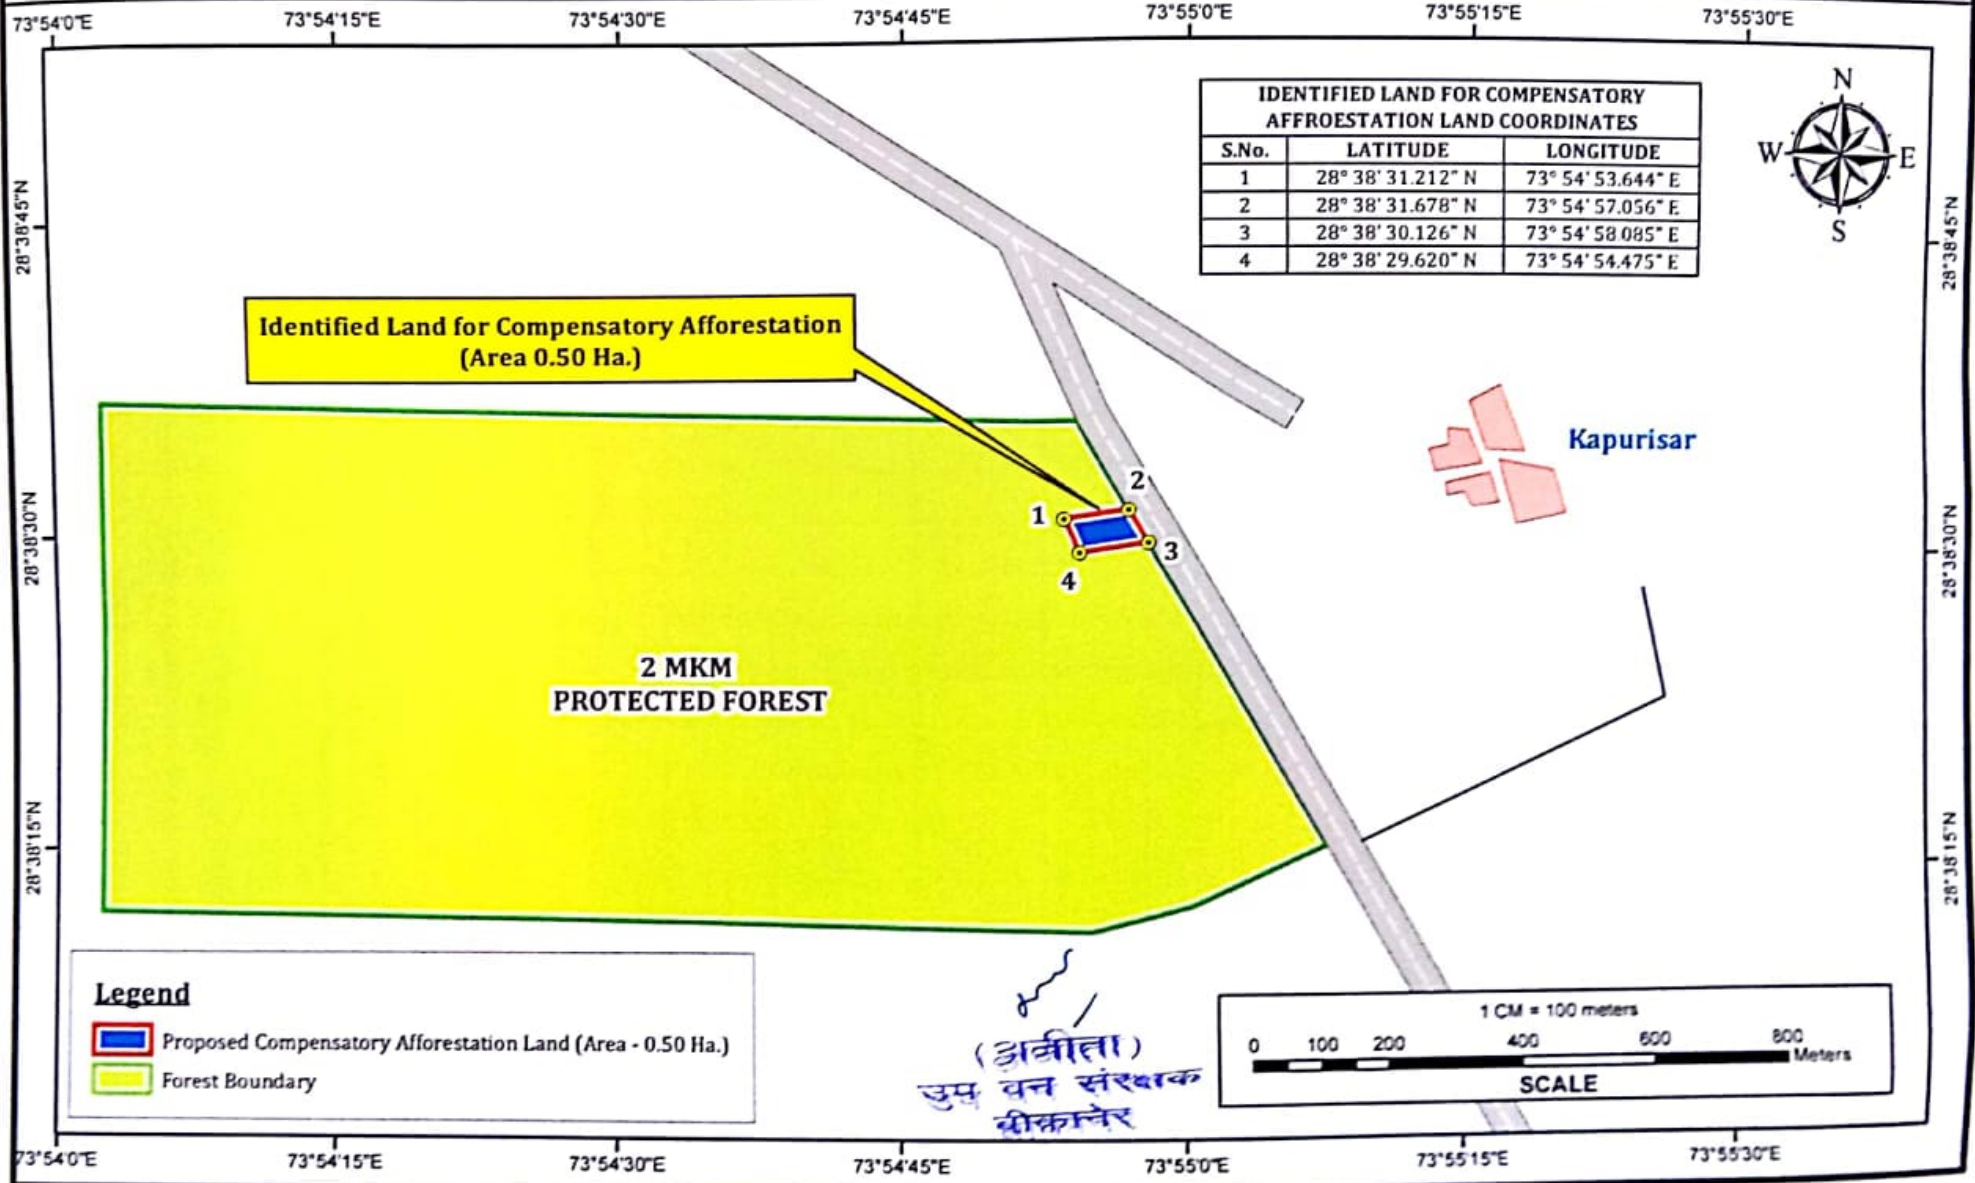 73°54'0"E 73°54'15"E 73°54'30"E 73°54'45"E 73°55'0"E 73°55'15"E 73°55'30"E
IDENTIFIED LAND FOR COMPENSATORY
AFFROESTATION LAND COORDINATES
S.No. LATITUDE LONGITUDE
1 28° 38' 31.212" N 73° 54' 53.644" E
2 28° 38' 31.678" N 73° 54' 57.056" E
3 28° 38' 30.126" N 73° 54' 58.085" E
4 28° 38' 29.620" N 73° 54' 54.475" E
N
W E
S
28°38'45"N 28°38'45"N
Identified Land for Compensatory Afforestation
(Area 0.50 Ha.)
Kapurisar
2
1
3
4
28°38'30"N 28°38'30"N
2 MKM
PROTECTED FOREST
28°38'15"N 28°38'15"N
Legend
Proposed Compensatory Afforestation Land (Area - 0.50 Ha.)
Forest Boundary
उप वन संरक्षक
बीकानेर
1 CM = 100 meters
0 100 200 400 600 800
Meters
SCALE
73°54'0"E 73°54'15"E 73°54'30"E 73°54'45"E 73°55'0"E 73°55'15"E 73°55'30"E